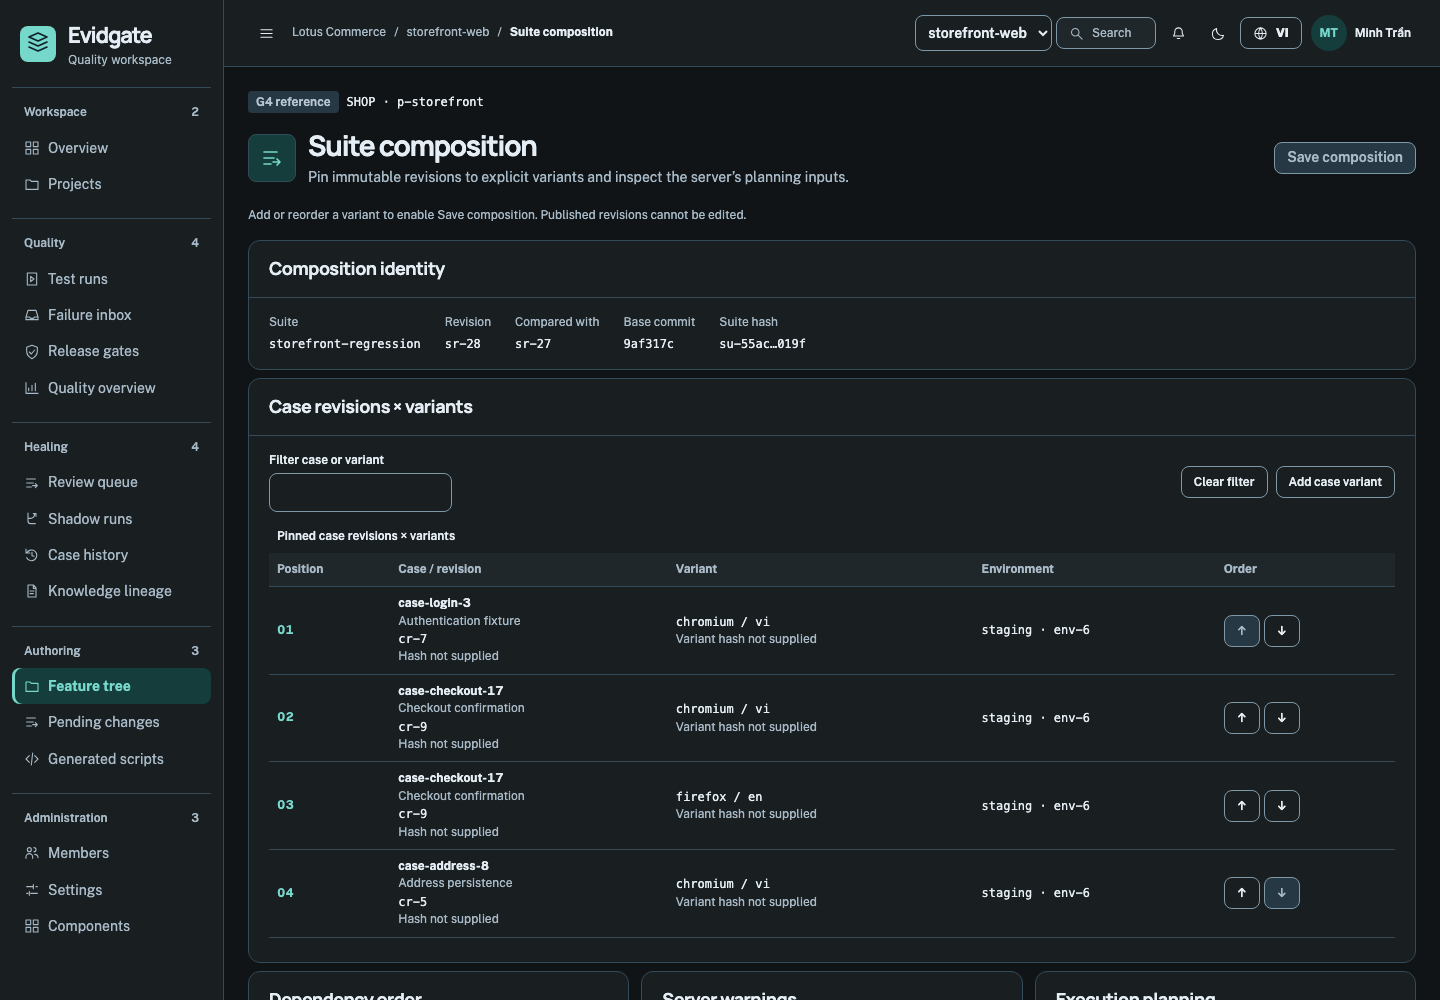 Evidgate
Quality workspace
Workspace 2
Overview
Projects
Quality 4
Test runs
Failure inbox
Release gates
Quality overview
Healing 4
Review queue
Shadow runs
Case history
Knowledge lineage
Authoring 3
Feature tree
Pending changes
Generated scripts
Administration 3
Members
Settings
Components
Lotus Commerce / storefront-web / Suite composition
storefront-web
Search
VI
MT
Minh Trần
G4 reference SHOP · p-storefront
Suite composition
Pin immutable revisions to explicit variants and inspect the server's planning inputs.
Save composition
Add or reorder a variant to enable Save composition. Published revisions cannot be edited.
Composition identity
Suite Revision Compared with Base commit Suite hash
storefront-regression sr-28 sr-27 9af317c su-55ac…019f
Case revisions × variants
Filter case or variant
Clear filter
Add case variant
Pinned case revisions × variants
Position Case / revision Variant Environment Order
01
case-login-3
Authentication fixture
cr-7
Hash not supplied
chromium / vi
Variant hash not supplied
staging · env-6
↑ ↓
02
case-checkout-17
Checkout confirmation
cr-9
Hash not supplied
chromium / vi
Variant hash not supplied
staging · env-6
↑ ↓
03
case-checkout-17
Checkout confirmation
cr-9
Hash not supplied
firefox / en
Variant hash not supplied
staging · env-6
↑ ↓
04
case-address-8
Address persistence
cr-5
Hash not supplied
chromium / vi
Variant hash not supplied
staging · env-6
↑ ↓
Dependency order
Server warnings
Execution planning